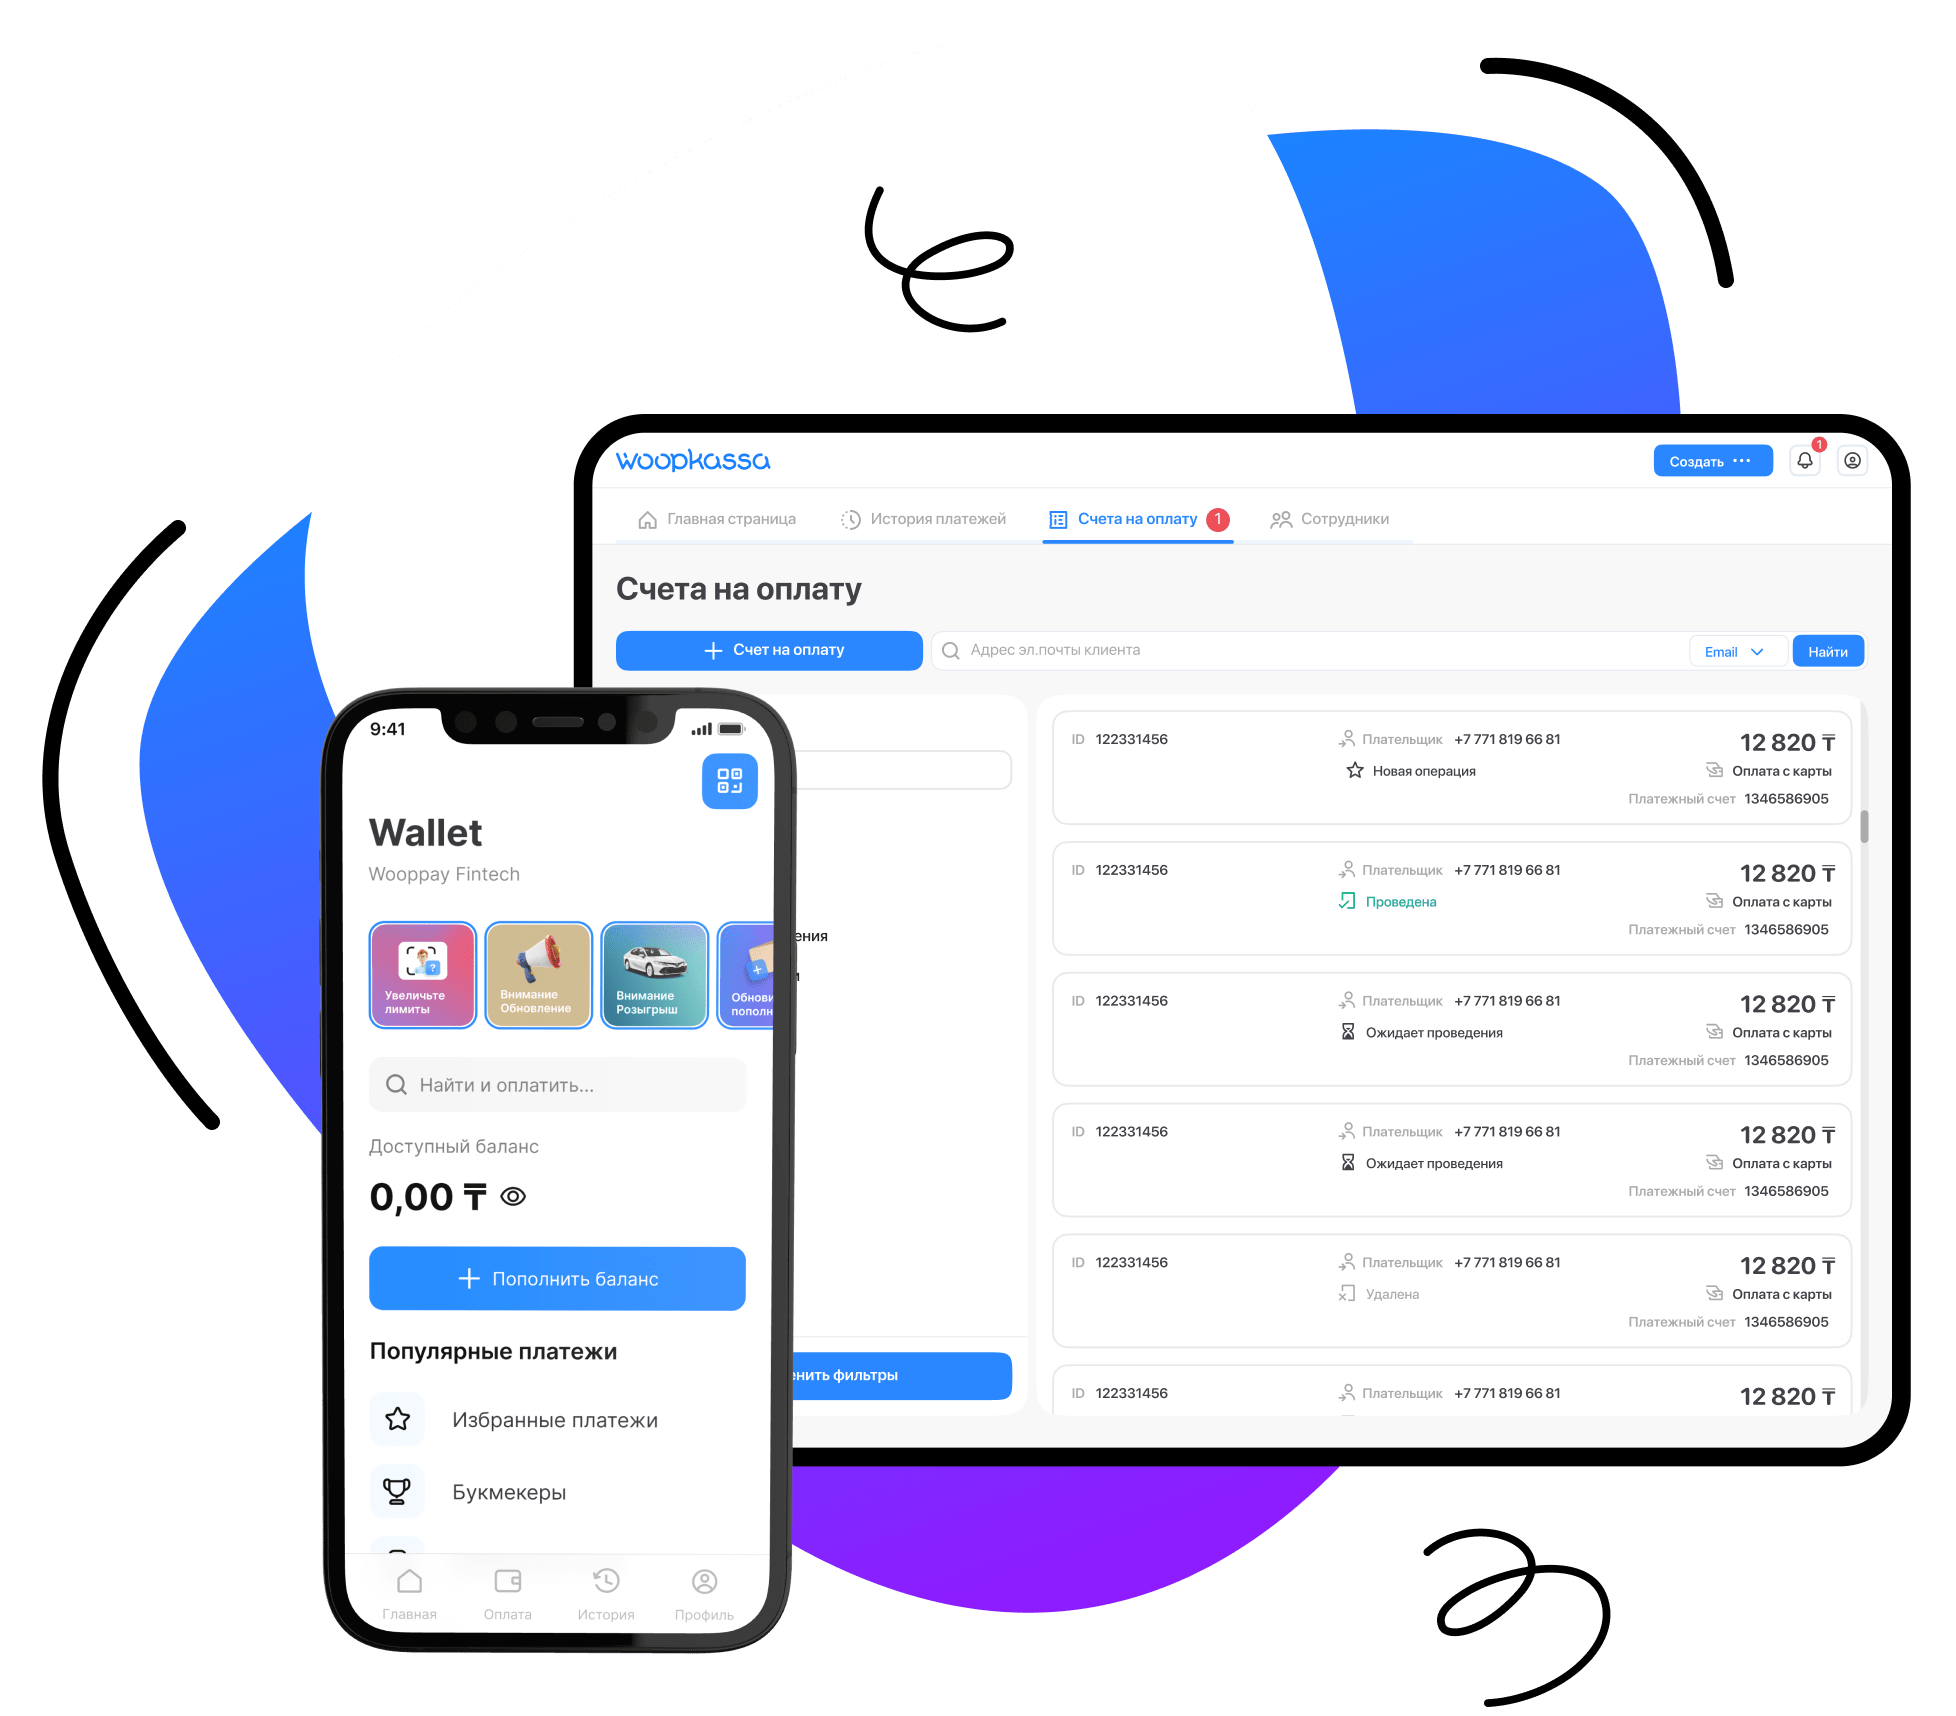 woopkassa
Создать ...
1
Главная страница
История платежей
Счета на оплату 1
Сотрудники
Счета на оплату
+ Счет на оплату
Адрес эл.почты клиента
Email
Найти
ID 122331456
Плательщик +7 771 819 66 81
12 820 ₸
Новая операция
Оплата с карты
Платежный счет 1346586905
ID 122331456
Плательщик +7 771 819 66 81
12 820 ₸
Проведена
Оплата с карты
Платежный счет 1346586905
ID 122331456
Плательщик +7 771 819 66 81
12 820 ₸
Ожидает проведения
Оплата с карты
Платежный счет 1346586905
ID 122331456
Плательщик +7 771 819 66 81
12 820 ₸
Ожидает проведения
Оплата с карты
Платежный счет 1346586905
ID 122331456
Плательщик +7 771 819 66 81
12 820 ₸
Удалена
Оплата с карты
Платежный счет 1346586905
ID 122331456
Плательщик +7 771 819 66 81
12 820 ₸
ения
фильтры
9:41
Wallet
Wooppay Fintech
Увеличьте
лимиты
Внимание
Обновление
Внимание
Розыгрыш
Обнови
пополн
Найти и оплатить...
Доступный баланс
0,00 ₸
+ Пополнить баланс
Популярные платежи
Избранные платежи
Букмекеры
Главная
Оплата
История
Профиль